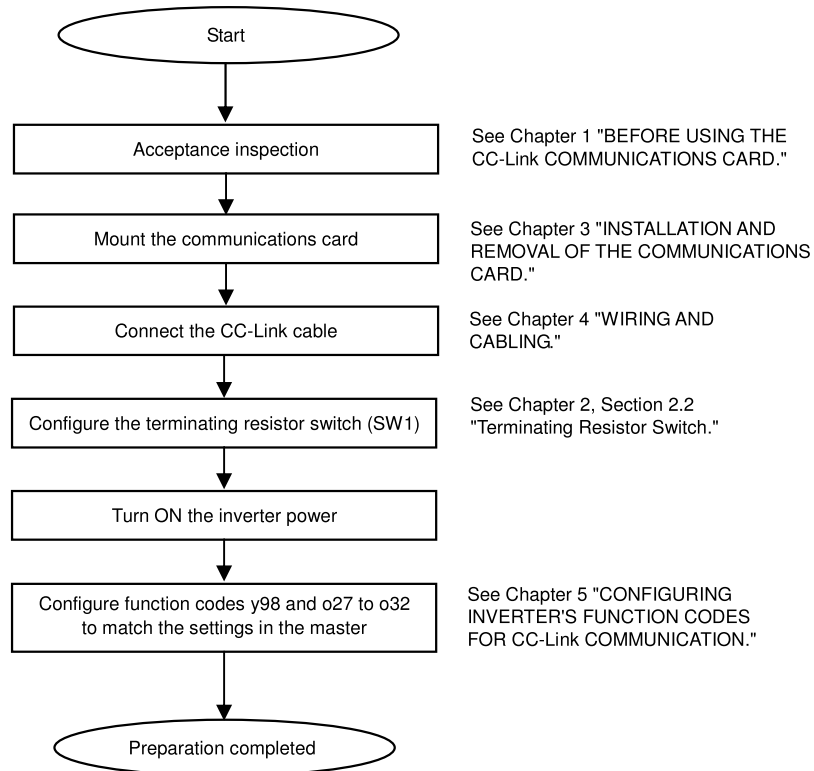 Start
Acceptance inspection
See Chapter 1 "BEFORE USING THE
CC-Link COMMUNICATIONS CARD."
Mount the communications card
See Chapter 3 "INSTALLATION AND
REMOVAL OF THE COMMUNICATIONS
CARD."
Connect the CC-Link cable
See Chapter 4 "WIRING AND
CABLING."
Configure the terminating resistor switch (SW1)
See Chapter 2, Section 2.2
"Terminating Resistor Switch."
Turn ON the inverter power
Configure function codes y98 and o27 to o32
to match the settings in the master
See Chapter 5 "CONFIGURING
INVERTER'S FUNCTION CODES
FOR CC-Link COMMUNICATION."
Preparation completed